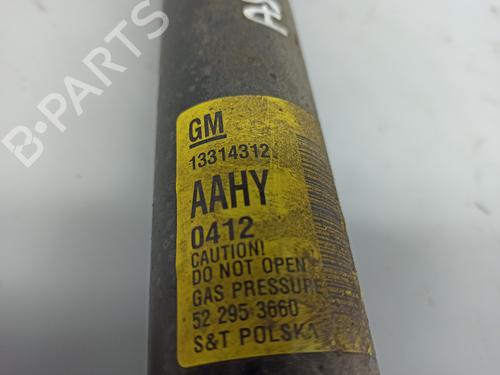 GM
13314312
AAHY
0412
CAUTION!
DO NOT OPEN
GAS PRESSURE
52 295 3660
S&T POLSKA
B-PARTS